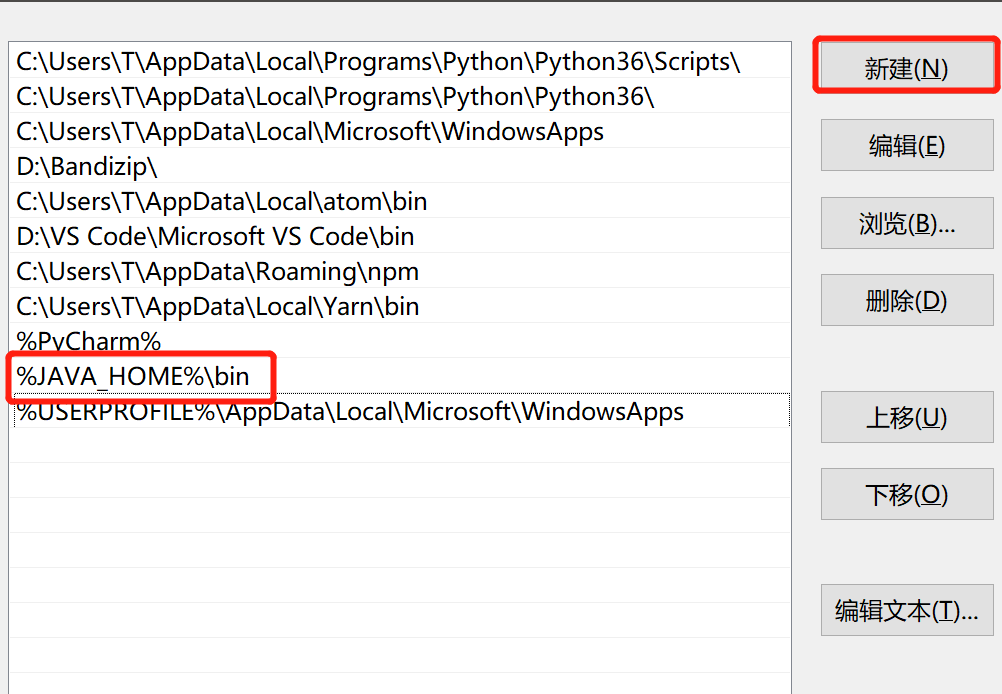 C:\Users\T\AppData\Local\Programs\Python\Python36\Scripts\
C:\Users\T\AppData\Local\Programs\Python\Python36\
C:\Users\T\AppData\Local\Microsoft\WindowsApps
D:\Bandizip\
C:\Users\T\AppData\Local\atom\bin
D:\VS Code\Microsoft VS Code\bin
C:\Users\T\AppData\Roaming\npm
C:\Users\T\AppData\Local\Yarn\bin
%PyCharm%
%JAVA_HOME%\bin
%USERPROFILE%\AppData\Local\Microsoft\WindowsApps
新建(N)
编辑(E)
浏览(B)...
删除(D)
上移(U)
下移(O)
编辑文本(T)...